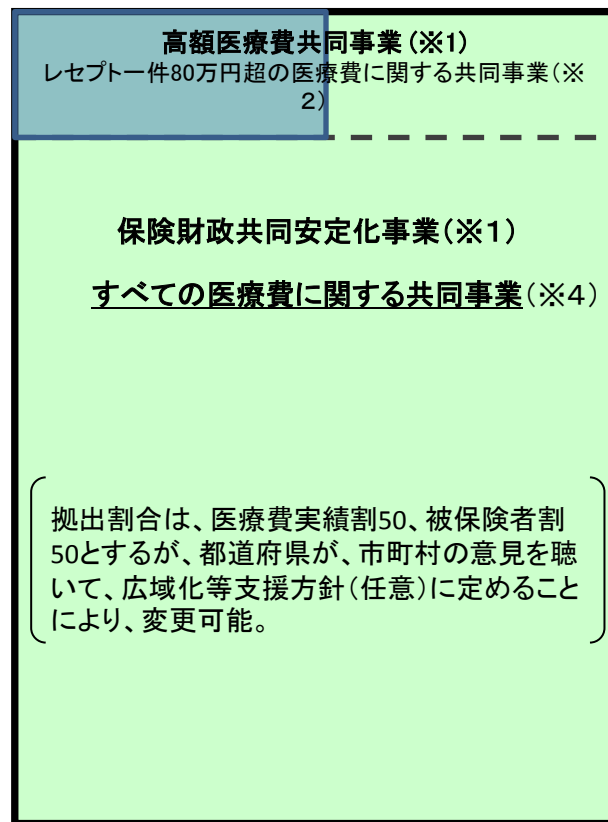 高額医療費共同事業（※1）
レセプト一件80万円超の医療費に関する共同事業（※
２）
保険財政共同安定化事業（※１）
すべての医療費に関する共同事業（※４）
拠出割合は、医療費実績割50、被保険者割
50とするが、都道府県が、市町村の意見を聴
いて、広域化等支援方針（任意）に定めること
により、変更可能。